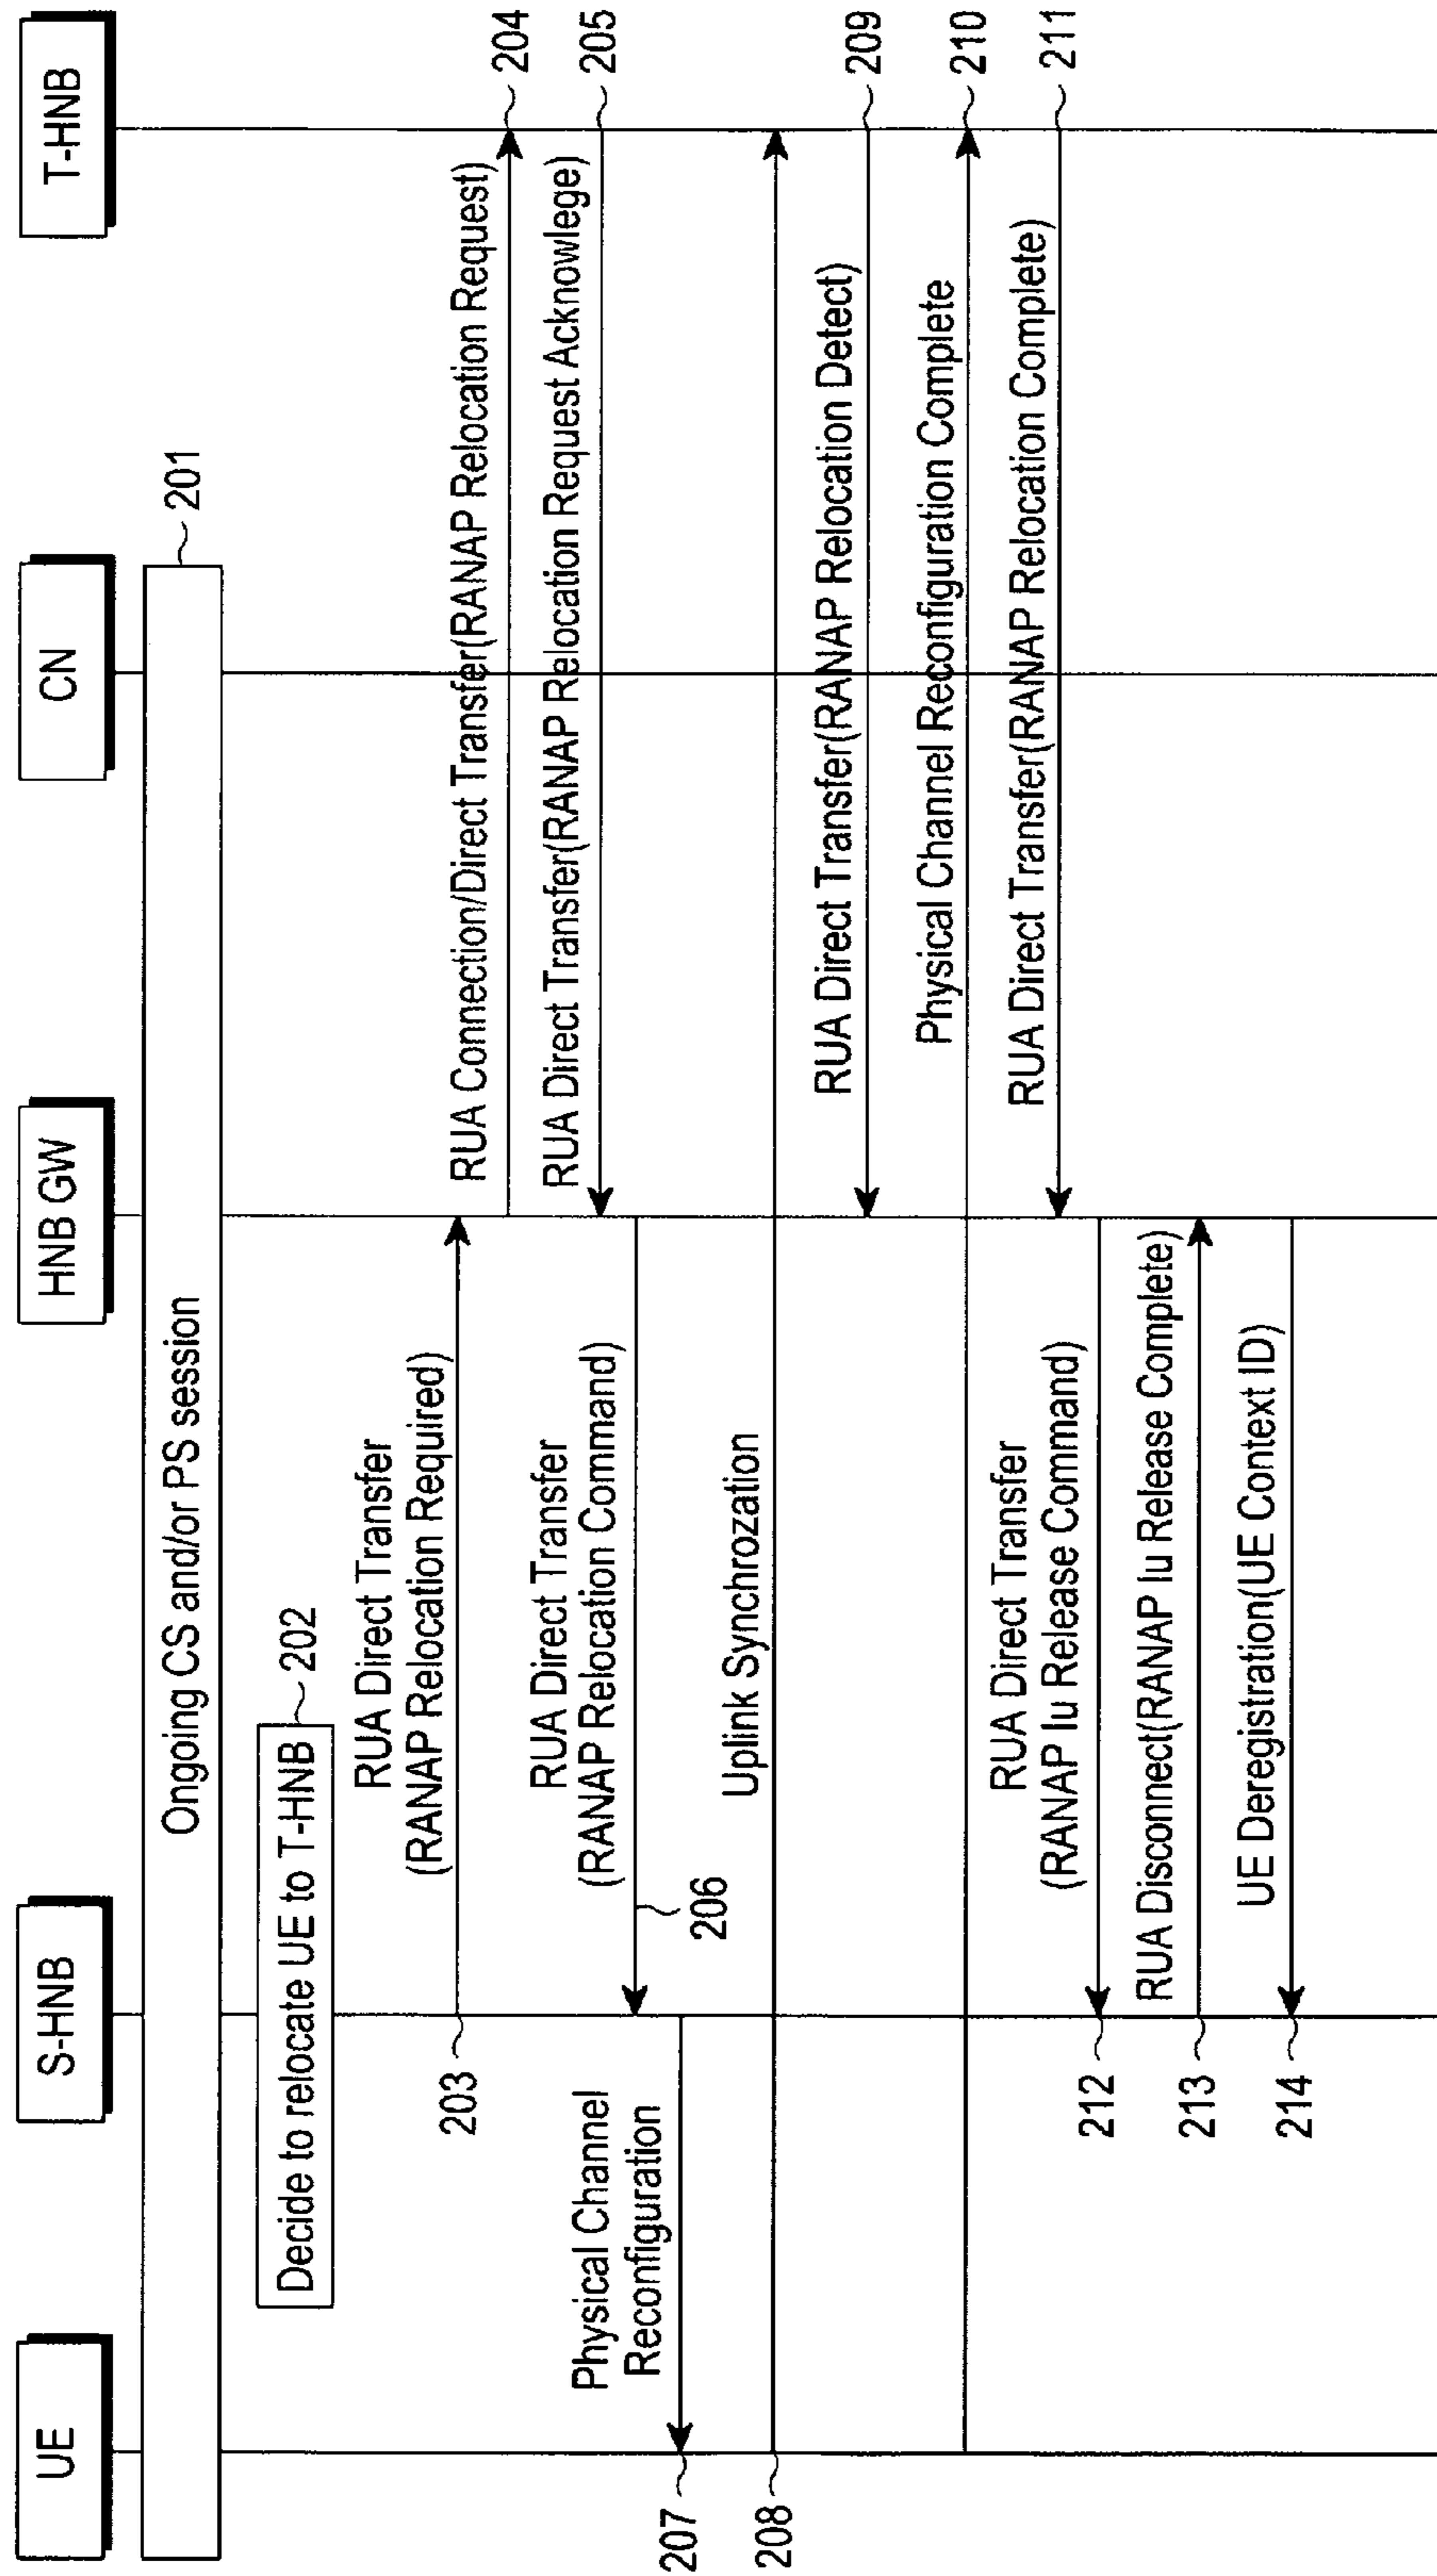 UE
S-HNB
HNB GW
CN
T-HNB
Ongoing CS and/or PS session
201
Decide to relocate UE to T-HNB
202
RUA Direct Transfer
(RANAP Relocation Required)
203
RUA Connection/Direct Transfer(RANAP Relocation Request)
204
RUA Direct Transfer(RANAP Relocation Request Acknowlege)
205
RUA Direct Transfer
(RANAP Relocation Command)
206
Physical Channel
Reconfiguration
207
Uplink Synchrozation
208
RUA Direct Transfer(RANAP Relocation Detect)
209
Physical Channel Reconfiguration Complete
210
RUA Direct Transfer(RANAP Relocation Complete)
211
RUA Direct Transfer
(RANAP Iu Release Command)
212
RUA Disconnect(RANAP Iu Release Complete)
213
UE Deregistration(UE Context ID)
214